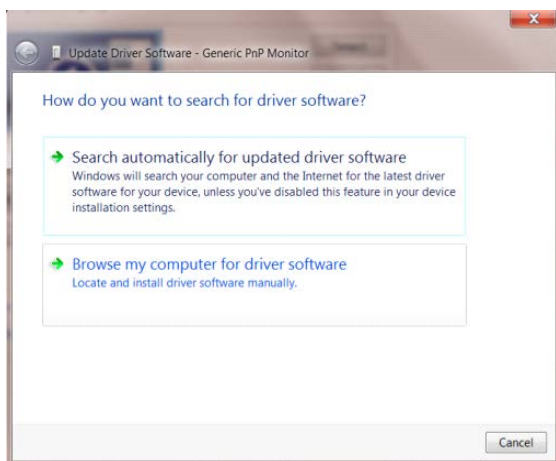 Update Driver Software - Generic PnP Monitor
How do you want to search for driver software?
Search automatically for updated driver software
Windows will search your computer and the Internet for the latest driver
software for your device, unless you've disabled this feature in your device
installation settings.
Browse my computer for driver software
Locate and install driver software manually.
Cancel